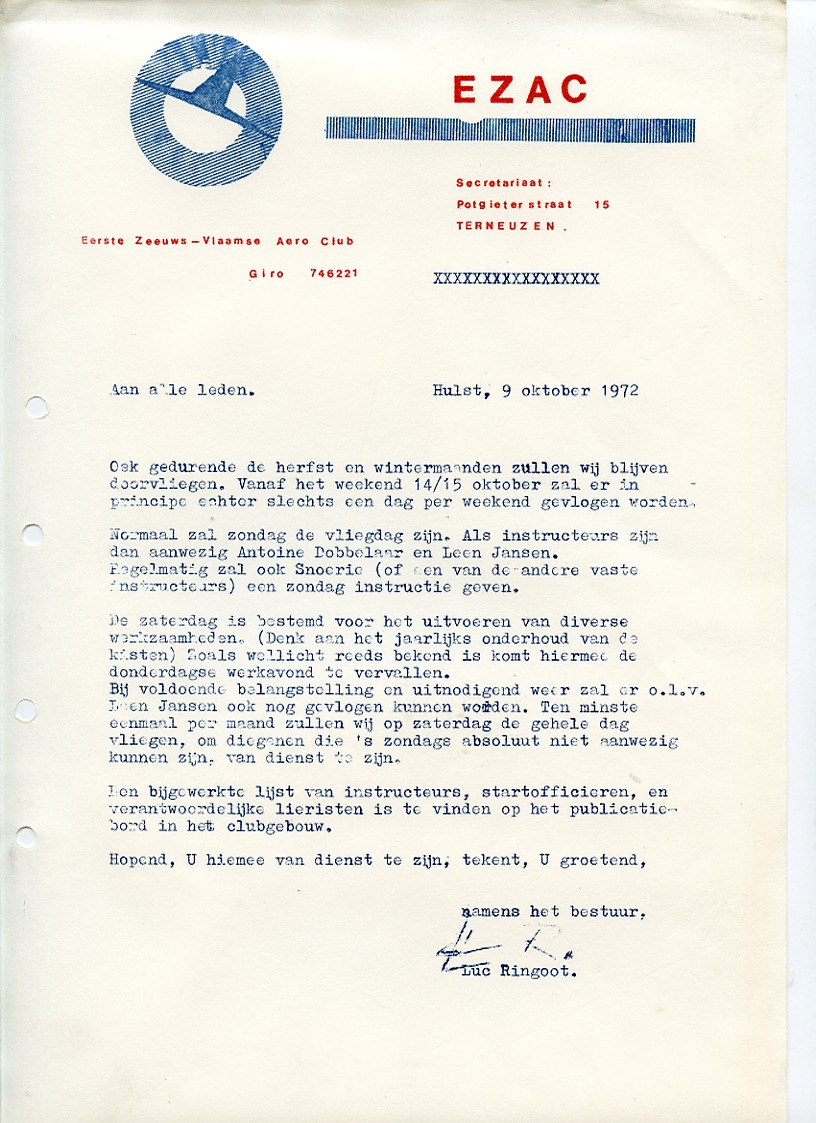 EZAC
Secretariaat:
Potgieterstraat 15
TERNEUZEN.
Eerste Zeeuws-Vlaamse Aero Club
Giro 746221
XXXXXXXXXXXXXXXXX
Aan alle leden.
Hulst, 9 oktober 1972
Ook gedurende de herfst en wintermaanden zullen wij blijven
doorvliegen. Vanaf het weekend 14/15 oktober zal er in
principe echter slechts een dag per weekend gevlogen worden.
Normaal zal zondag de vliegdag zijn. Als instructeurs zijn
dan aanwezig Antoine Dobbelaar en Leen Jansen.
Regelmatig zal ook Snoerie (of een van de andere vaste
instructeurs) een zondag instructie geven.
De zaterdag is bestemd voor het uitvoeren van diverse
werkzaamheden. (Denk aan het jaarlijks onderhoud van de
kisten) Zoals wellicht reeds bekend is komt hiermee de
donderdagse werkavond te vervallen.
Bij voldoende belangstelling en uitnodigend weer zal er o.l.v.
Leen Jansen ook nog gevlogen kunnen worden. Ten minste
eenmaal per maand zullen wij op zaterdag de gehele dag
vliegen, om diegenen die 's zondags absoluut niet aanwezig
kunnen zijn, van dienst te zijn.
Een bijgewerkte lijst van instructeurs, startofficieren, en
verantwoordelijke lieristen is te vinden op het publicatie-
bord in het clubgebouw.
Hopend, U hiemee van dienst te zijn, tekent, U groetend,
namens het bestuur,
Luc Ringoot.